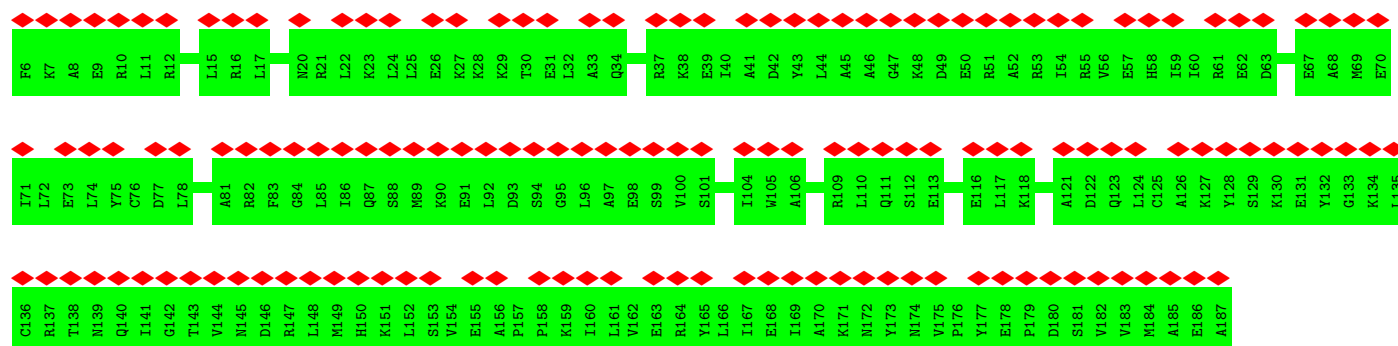 F6 K7 A8 E9 R10 L11 R12 L15 R16 L17 N20 R21 L22 K23 L24 L25 E26 K27 K28 K29 T30 E31 L32 A33 Q34 R37 K38 E39 I40 A41 D42 Y43 L44 A45 A46 G47 K48 D49 E50 R51 A52 R53 I54 R55 V56 E57 H58 I59 I60 R61 E62 D63 E67 A68 M69 E70
I71 L72 E73 L74 Y75 C76 D77 L78 A81 R82 F83 G84 L85 I86 Q87 S88 M89 K90 E91 L92 D93 S94 G95 L96 A97 E98 S99 V100 S101 I104 W105 A106 R109 L110 Q111 S112 E113 E116 L117 K118 A121 D122 Q123 L124 C125 A126 K127 Y128 S129 K130 E131 Y132 G133 K134 L135
C136 R137 T138 N139 Q140 I141 G142 T143 V144 N145 D146 R147 L148 M149 H150 K151 L152 S153 V154 E155 A156 P157 P158 K159 I160 L161 V162 E163 R164 Y165 L166 I167 E168 I169 A170 K171 N172 Y173 N174 V175 P176 Y177 E178 P179 D180 S181 V182 V183 M184 A185 E186 A187